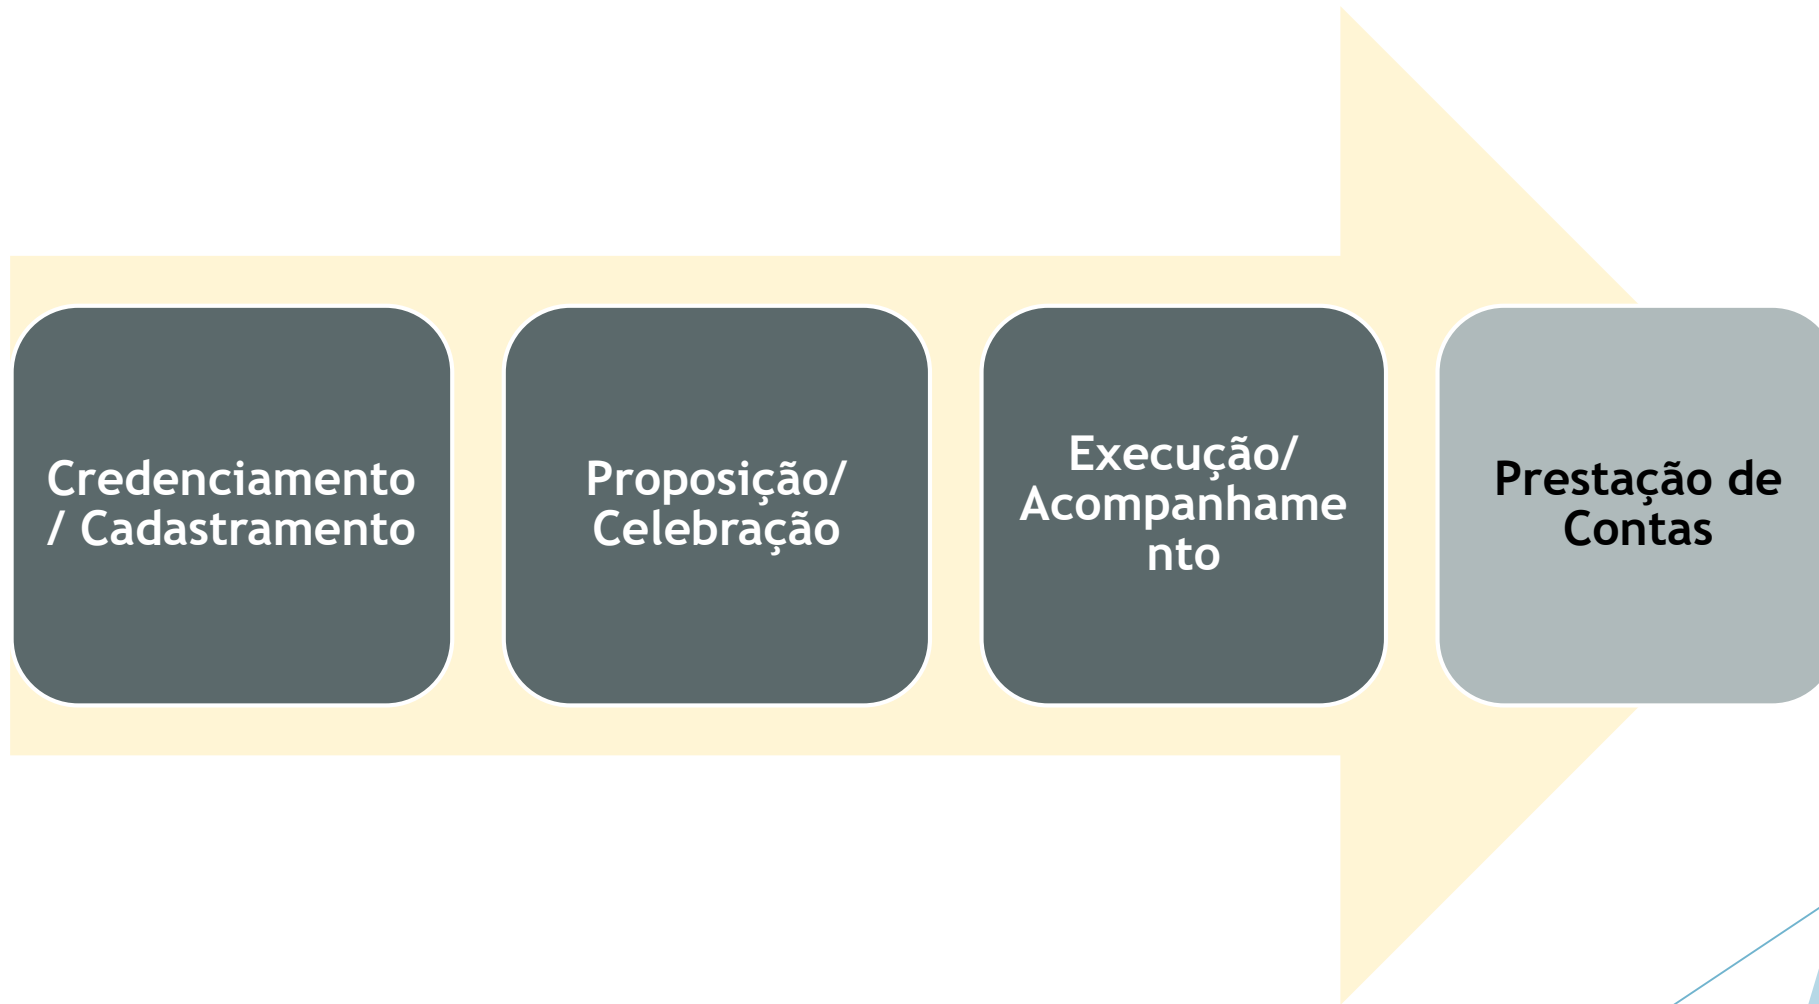 Credenciamento
/ Cadastramento
Proposição/
Celebração
Execução/
Acompanhame
nto
Prestação de
Contas